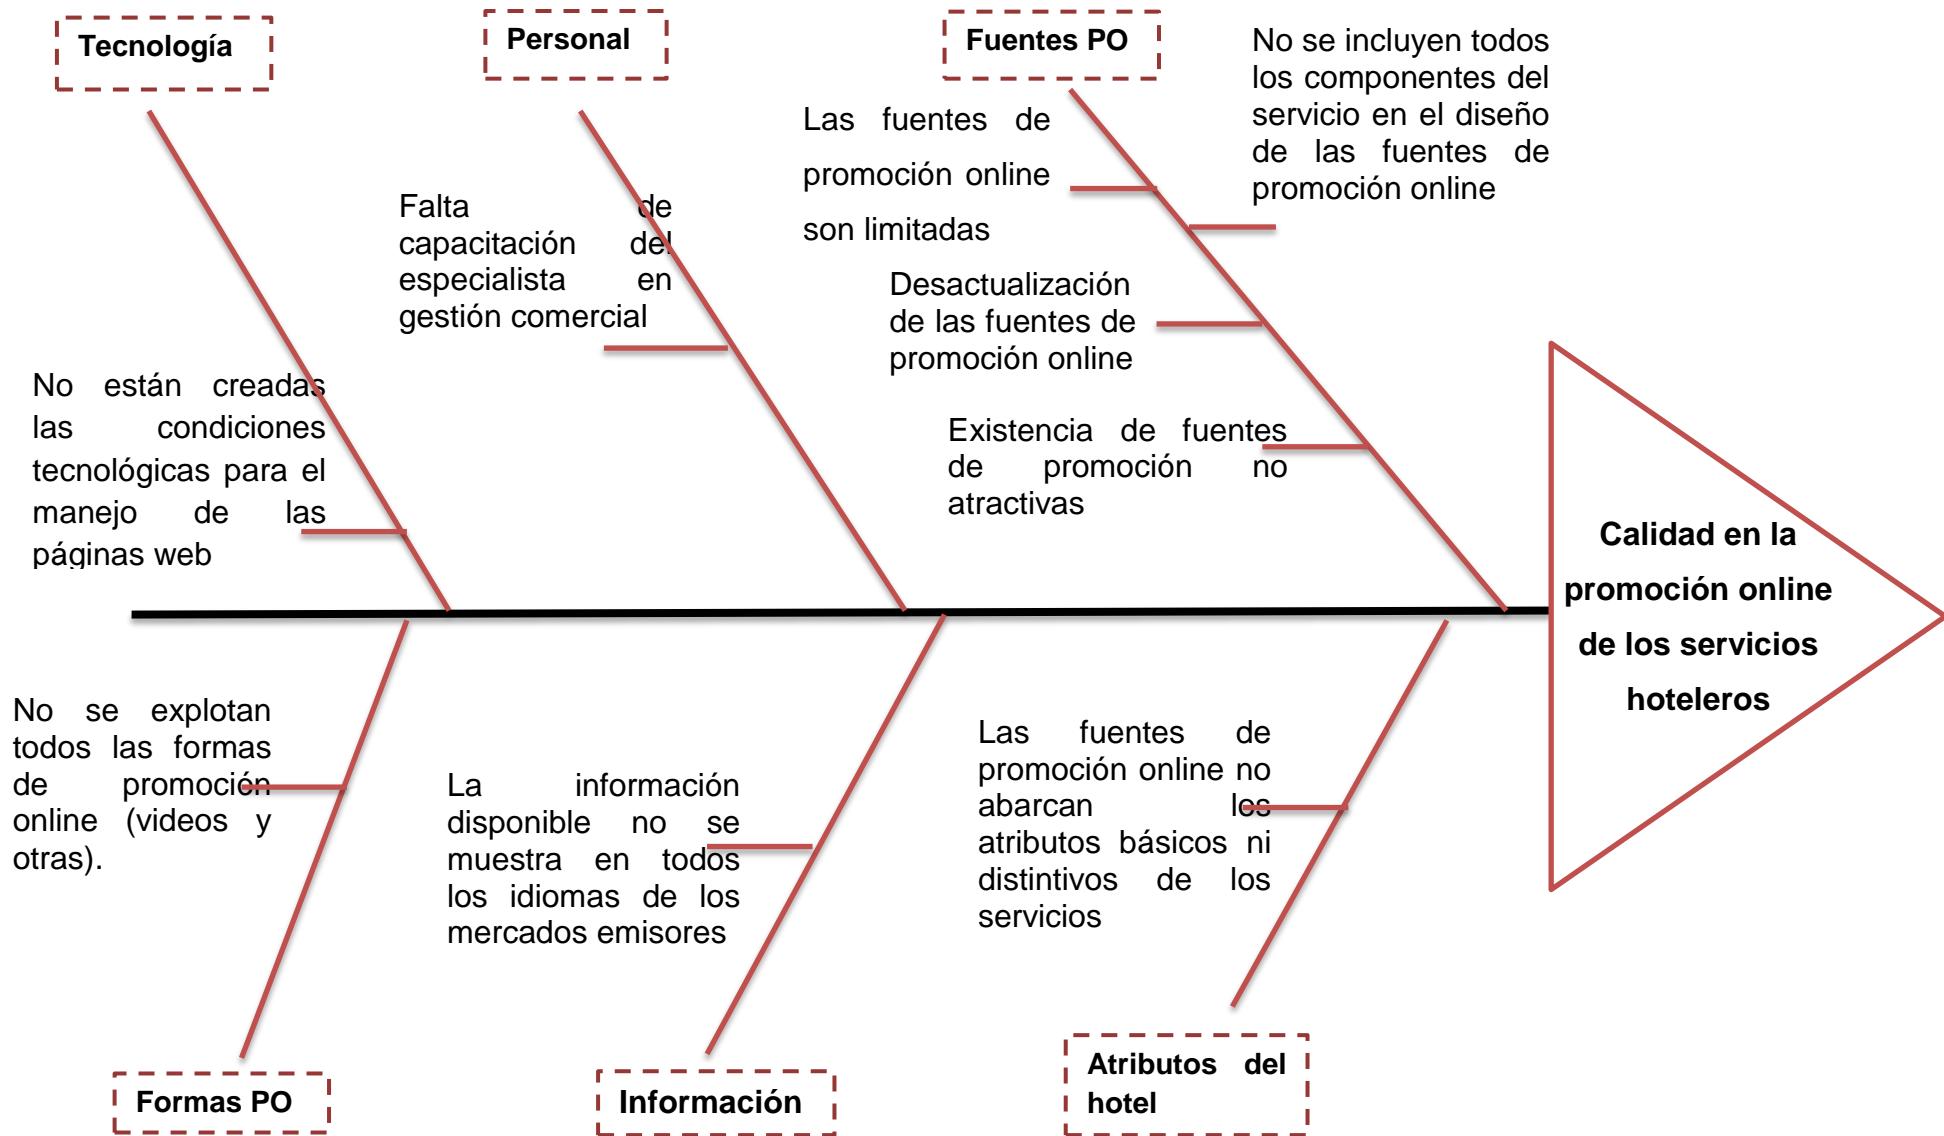 Tecnología
Personal
Fuentes PO
No se incluyen todos
los componentes del
servicio en el diseño
de las fuentes de
promoción online
Las fuentes de
promoción online
son limitadas
Falta de
capacitación del
especialista en
gestión comercial
Desactualización
de las fuentes de
promoción online
No están creadas
las condiciones
tecnológicas para el
manejo de las
páginas web
Existencia de fuentes
de promoción no
atractivas
Calidad en la
promoción online
de los servicios
hoteleros
No se explotan
todos las formas
de promoción
online (videos y
otras).
La información
disponible no se
muestra en todos
los idiomas de los
mercados emisores
Las fuentes de
promoción online no
abarcan los
atributos básicos ni
distintivos de los
servicios
Formas PO
Información
Atributos del
hotel